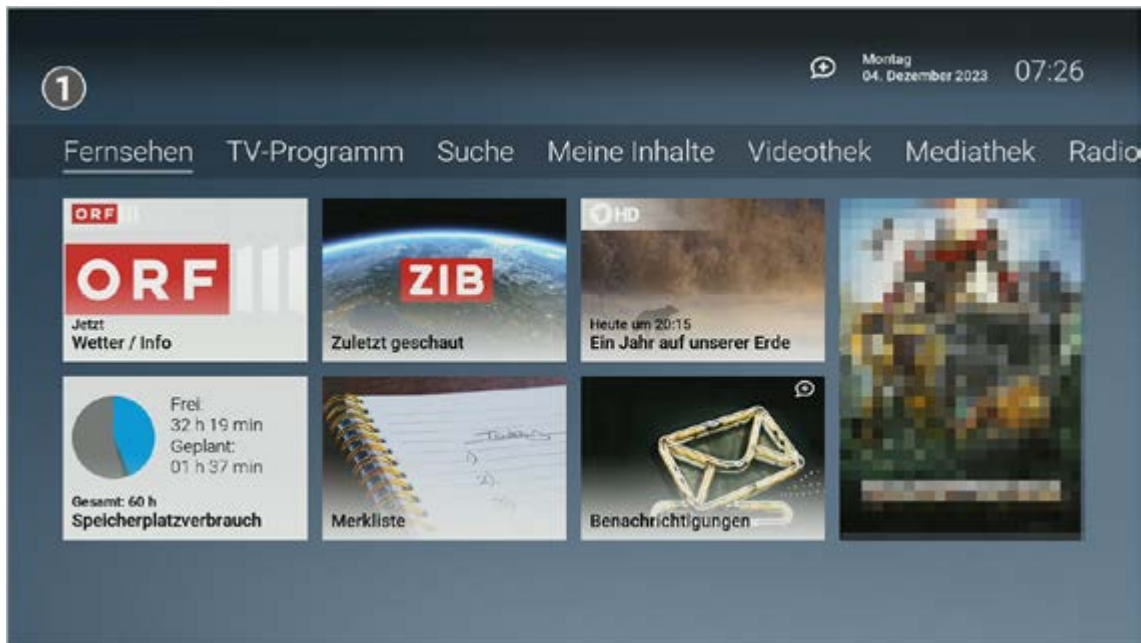 1
Montag
04. Dezember 2023
07:26
Fernsehen TV-Programm Suche Meine Inhalte Videothek Mediathek Radio
ORF III
ORF III
Jetzt
Wetter / Info
ZIB
Zuletzt geschaut
HD
Heute um 20:15
Ein Jahr auf unserer Erde
Frei:
32 h 19 min
Geplant:
01 h 37 min
Gesamt: 60 h
Speicherplatzverbrauch
Merkliste
Benachrichtigungen